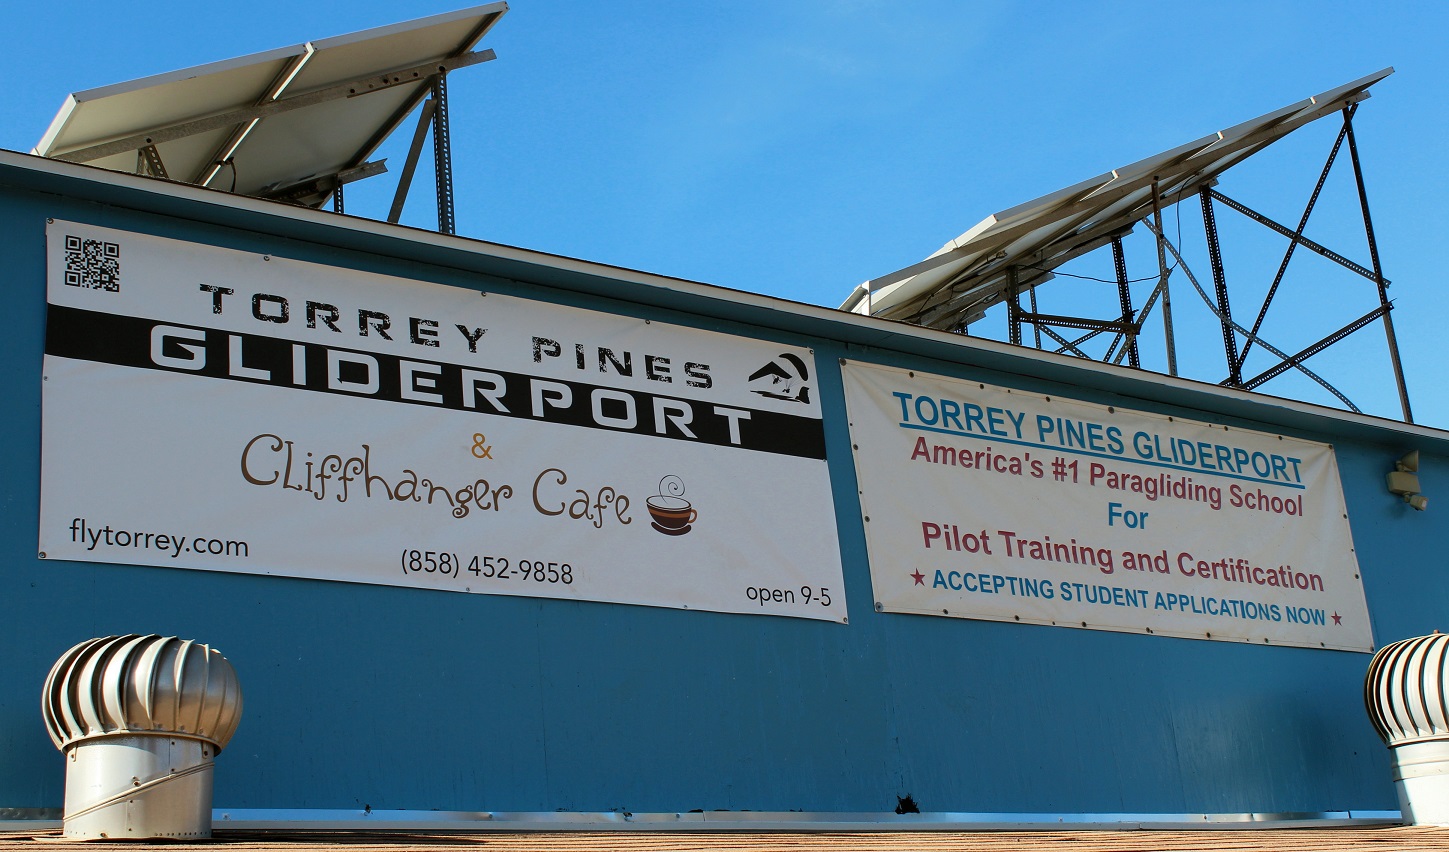 TORREY PINES
GLIDERPORT
&
Cliffhanger Cafe
flytorrey.com
(858) 452-9858
open 9-5
TORREY PINES GLIDERPORT
America's #1 Paragliding School
For
Pilot Training and Certification
★ ACCEPTING STUDENT APPLICATIONS NOW ★